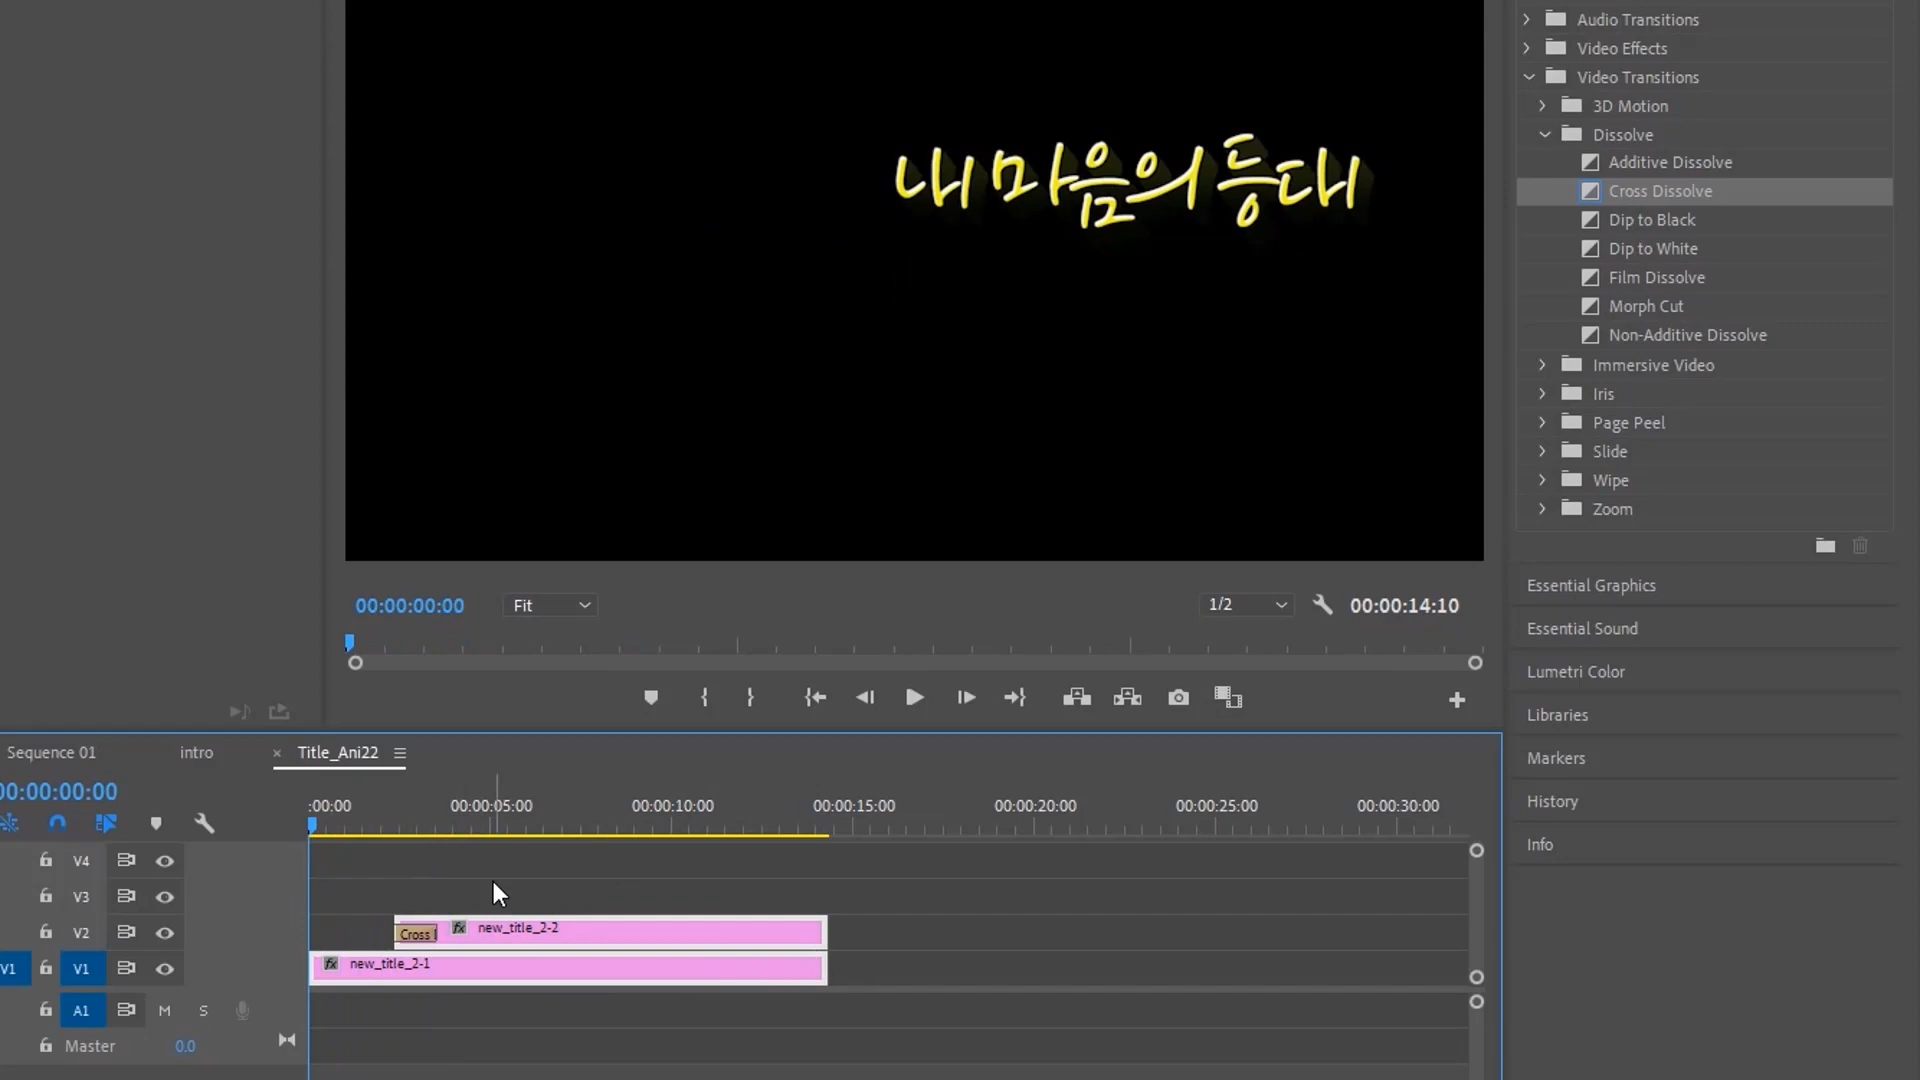 Audio Transitions
Video Effects
Video Transitions
3D Motion
Dissolve
Additive Dissolve
Cross Dissolve
Dip to Black
Dip to White
Film Dissolve
Morph Cut
Non-Additive Dissolve
Immersive Video
Iris
Page Peel
Slide
Wipe
Zoom
내 마음의 등대
00:00:00:00 Fit 1/2 00:00:14:10
Essential Graphics
Essential Sound
Lumetri Color
Libraries
Markers
History
Info
Sequence 01 intro × Title_Ani22
00:00:00:00
:00:00 00:00:05:00 00:00:10:00 00:00:15:00 00:00:20:00 00:00:25:00 00:00:30:00
V4
V3
V2 Cross fx new_title_2-2
V1 V1 fx new_title_2-1
A1 M S
Master 0.0